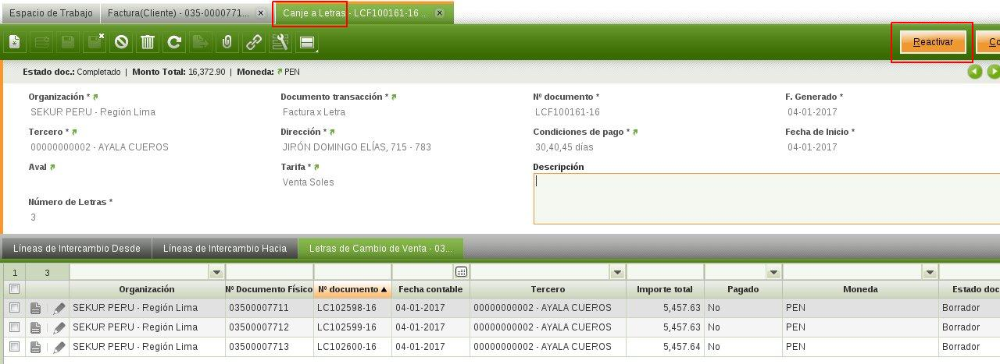 Espacio de Trabajo Factura(Cliente) - 035-0000771... x Canje a Letras - LCF100161-16 ... x
Reactivar Co
Estado doc.: Completado | Monto Total: 16,372.90 | Moneda: PEN
Organización * Documento transacción * Nº documento * F. Generado *
SEKUR PERU - Región Lima Factura x Letra LCF100161-16 04-01-2017
Tercero * Dirección * Condiciones de pago * Fecha de Inicio *
00000000002 - AYALA CUEROS JIRÓN DOMINGO ELÍAS, 715 - 783 30,40,45 días 04-01-2017
Aval Tarifa * Descripción
Venta Soles
Número de Letras *
3
Líneas de Intercambio Desde Líneas de Intercambio Hacia Letras de Cambio de Venta - 03...
1 3
Organización Nº Documento Físico Nº documento Fecha contable Tercero Importe total Pagado Moneda Estado doc
SEKUR PERU - Región Lima 03500007711 LC102598-16 04-01-2017 00000000002 - AYALA CUEROS 5,457.63 No PEN Borrador
SEKUR PERU - Región Lima 03500007712 LC102599-16 04-01-2017 00000000002 - AYALA CUEROS 5,457.63 No PEN Borrador
SEKUR PERU - Región Lima 03500007713 LC102600-16 04-01-2017 00000000002 - AYALA CUEROS 5,457.64 No PEN Borrador